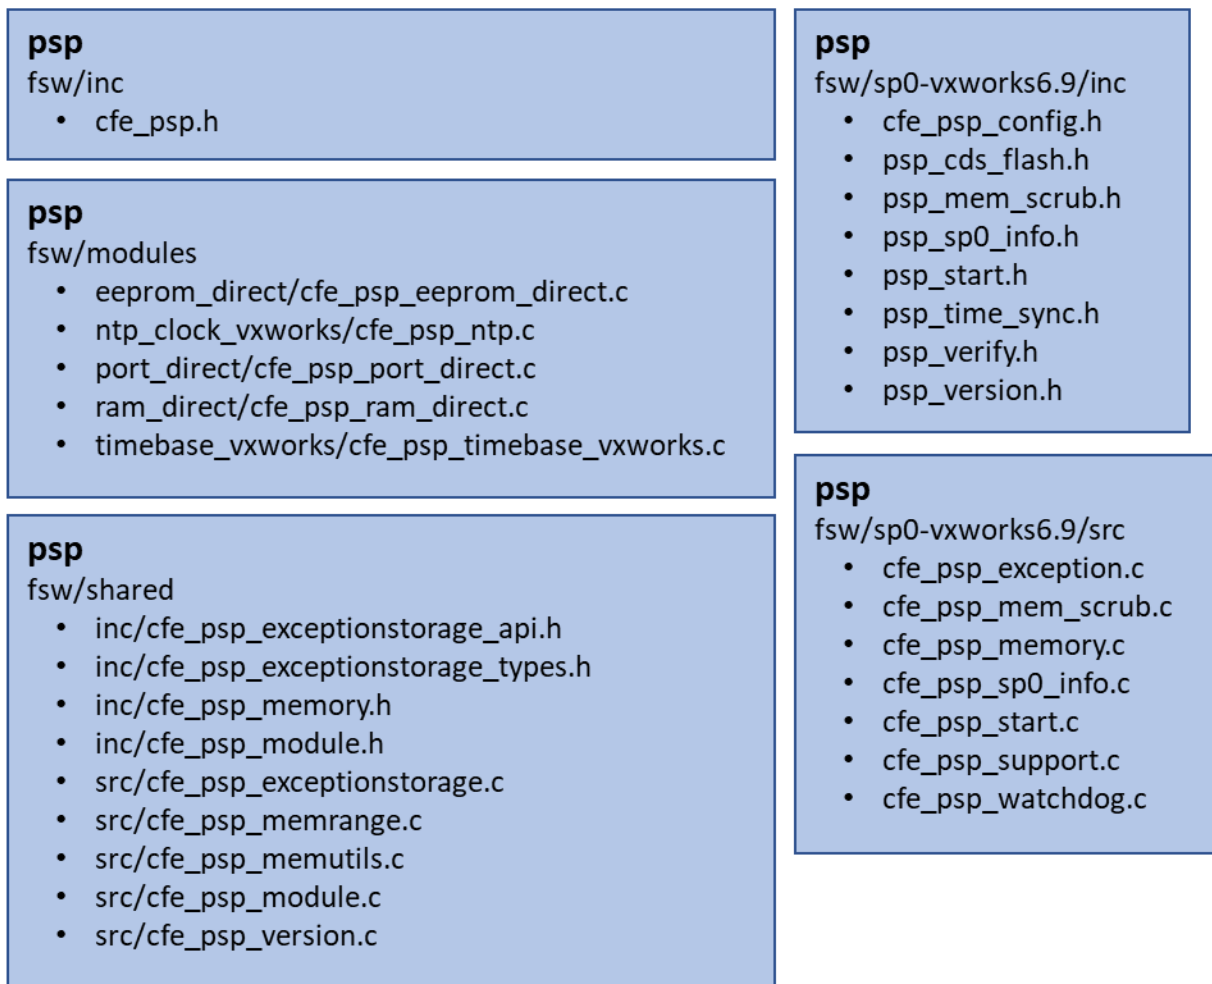 psp
fsw/inc
• cfe_psp.h
psp
fsw/modules
• eeprom_direct/cfe_psp_eeprom_direct.c
• ntp_clock_vxworks/cfe_psp_ntp.c
• port_direct/cfe_psp_port_direct.c
• ram_direct/cfe_psp_ram_direct.c
• timebase_vxworks/cfe_psp_timebase_vxworks.c
psp
fsw/shared
• inc/cfe_psp_exceptionstorage_api.h
• inc/cfe_psp_exceptionstorage_types.h
• inc/cfe_psp_memory.h
• inc/cfe_psp_module.h
• src/cfe_psp_exceptionstorage.c
• src/cfe_psp_memrange.c
• src/cfe_psp_memutils.c
• src/cfe_psp_module.c
• src/cfe_psp_version.c
psp
fsw/sp0-vxworks6.9/inc
• cfe_psp_config.h
• psp_cds_flash.h
• psp_mem_scrub.h
• psp_sp0_info.h
• psp_start.h
• psp_time_sync.h
• psp_verify.h
• psp_version.h
psp
fsw/sp0-vxworks6.9/src
• cfe_psp_exception.c
• cfe_psp_mem_scrub.c
• cfe_psp_memory.c
• cfe_psp_sp0_info.c
• cfe_psp_start.c
• cfe_psp_support.c
• cfe_psp_watchdog.c